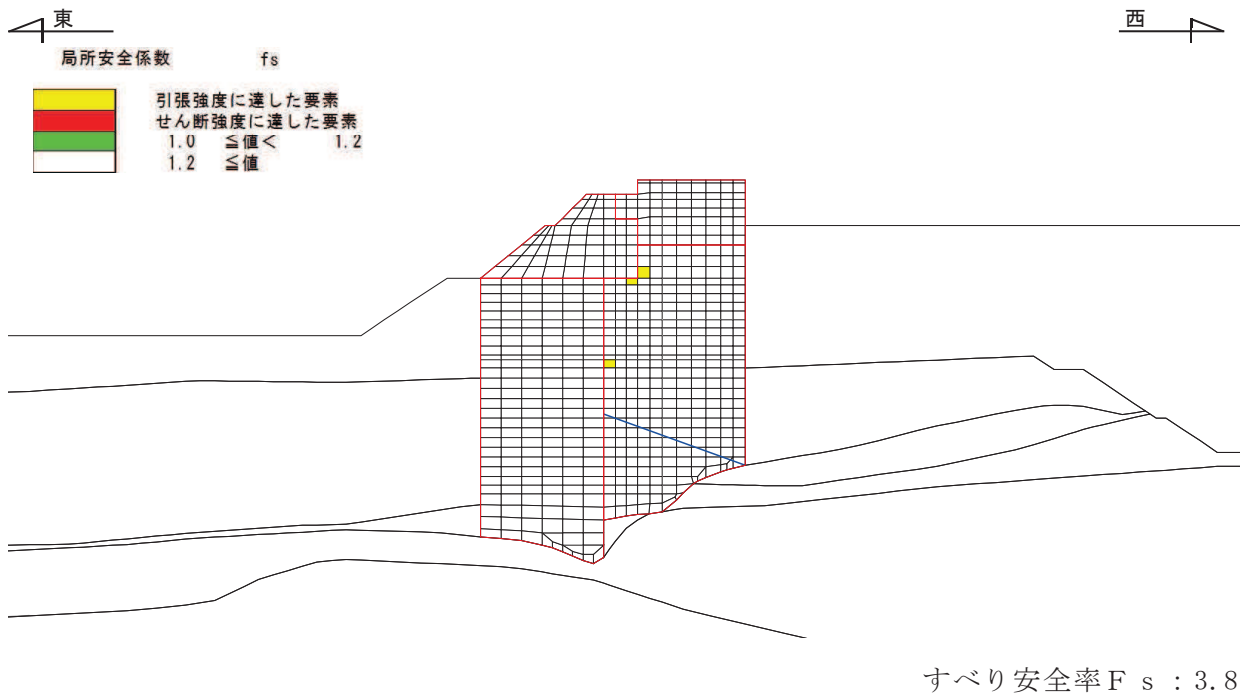 東
西
局所安全係数 fs
引張強度に達した要素
せん断強度に達した要素
1.0 ≦値< 1.2
1.2 ≦値
すべり安全率Fs:3.8